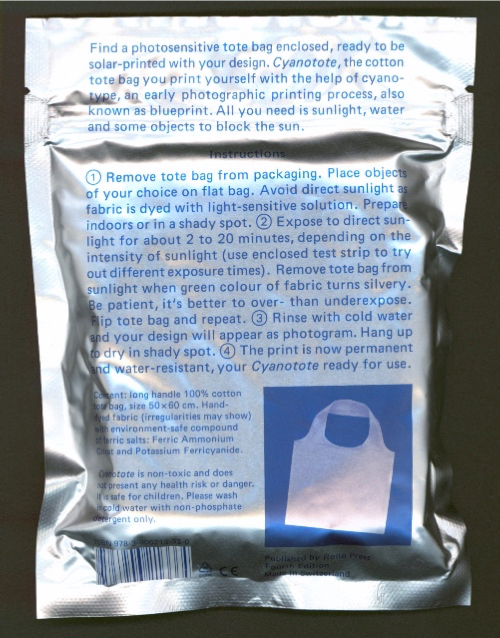 Find a photosensitive tote bag enclosed, ready to be
solar-printed with your design. Cyanotote, the cotton
tote bag you print yourself with the help of cyano-
type, an early photographic printing process, also
known as blueprint. All you need is sunlight, water
and some objects to block the sun.
Instructions
① Remove tote bag from packaging. Place objects
of your choice on flat bag. Avoid direct sunlight as
fabric is dyed with light-sensitive solution. Prepare
indoors or in a shady spot. ② Expose to direct sun-
light for about 2 to 20 minutes, depending on the
intensity of sunlight (use enclosed test strip to try
out different exposure times). Remove tote bag from
sunlight when green colour of fabric turns silvery.
Be patient, it's better to over- than underexpose.
Flip tote bag and repeat. ③ Rinse with cold water
and your design will appear as photogram. Hang up
to dry in shady spot. ④ The print is now permanent
and water-resistant, your Cyanotote ready for use.
Content: long handle 100% cotton
tote bag, size 50×60 cm. Hand-
dyed fabric (irregularities may show)
with environment-safe compound
of ferric salts: Ferric Ammonium
Citrat and Potassium Ferricyanide.
is non-toxic and does
not present any health risk or danger.
It is safe for children. Please wash
in cold water with non-phosphate
detergent only.
978-3-
CE
Published by Rollo Press
Fourth Edition
Made in Switzerland